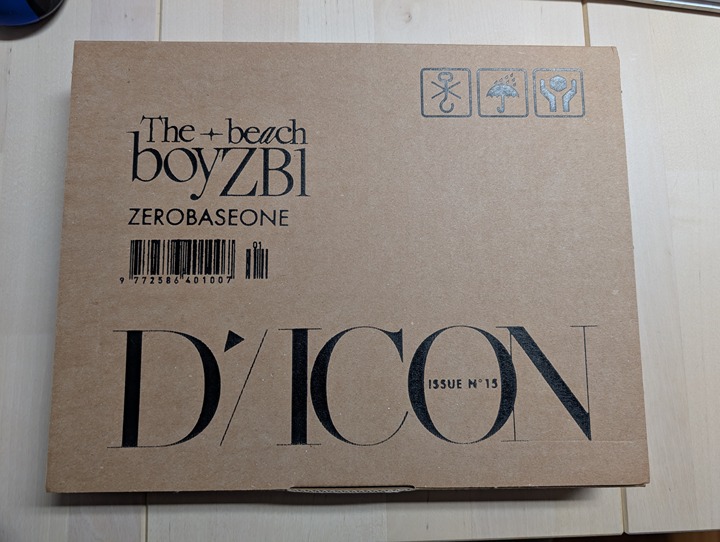 The beach
boyZB1
ZEROBASEONE
01
9 772586 401007
D'/ICON
ISSUE N°15